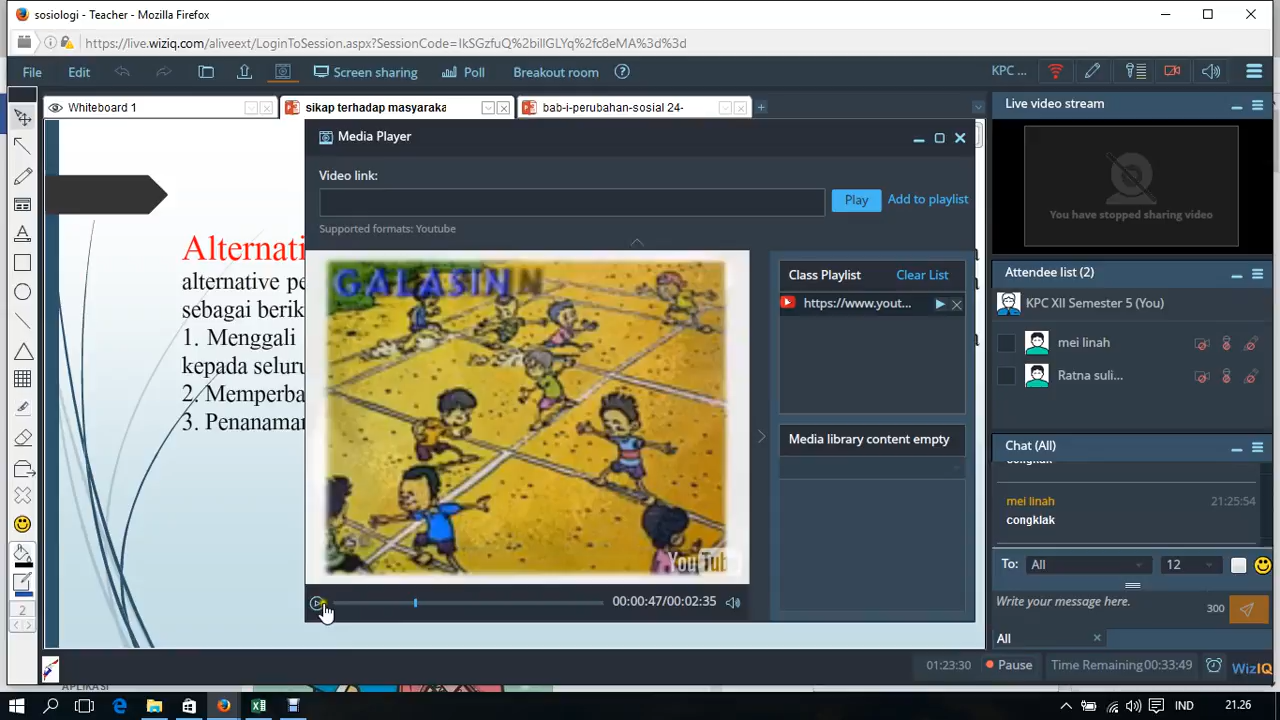 sosiologi - Teacher - Mozilla Firefox
https://live.wiziq.com/aliveext/LoginToSession.aspx?SessionCode=IkSGzfuQ%2billGLYq%2fc8eMA%3d%3d
File Edit Screen sharing Poll Breakout room ? KPC ...
Whiteboard 1
sikap terhadap masyaraka
bab-i-perubahan-sosial 24-
Live video stream
You have stopped sharing video
Media Player
Video link:
Play
Add to playlist
Supported formats: Youtube
Alternati
alternative pe
sebagai berik
1. Menggali
kepada seluru
2. Memperba
3. Penanaman
GALASIN N
YouTub
Class Playlist
Clear List
https://www.yout...
Media library content empty
00:00:47/00:02:35
Attendee list (2)
KPC XII Semester 5 (You)
mei linah
Ratna suli...
Chat (All)
mei linah 21:25:54
congklak
To: All 12
Write your message here. 300
All
2
01:23:30 Pause Time Remaining 00:33:49 WizIQ
APLIKASI
IND 21.26